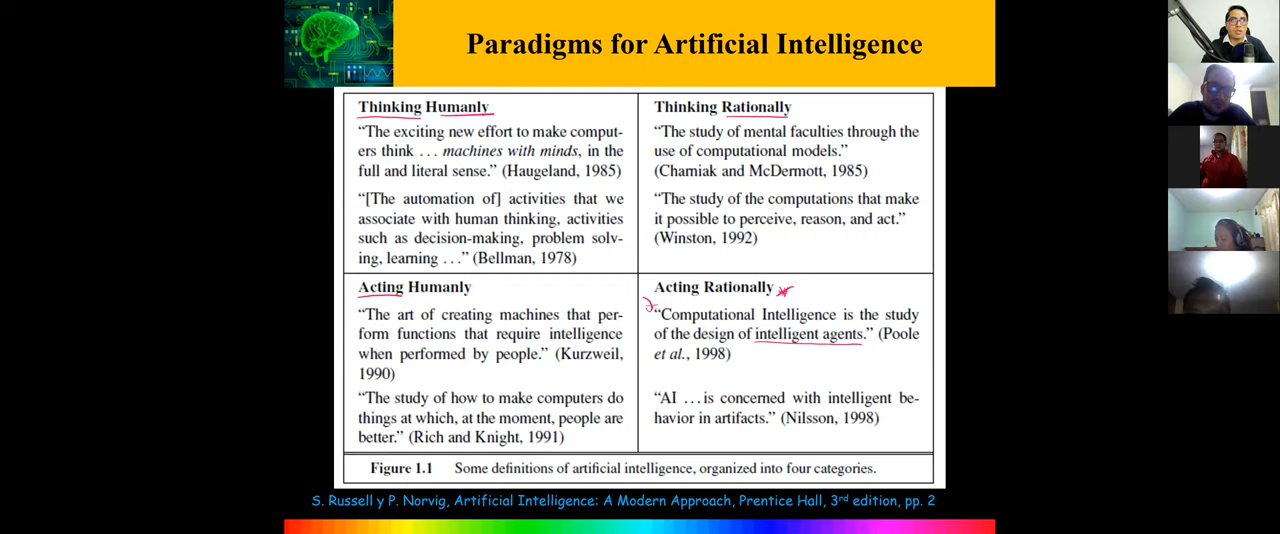 Paradigms for Artificial Intelligence
Thinking Humanly
“The exciting new effort to make comput-
ers think … machines with minds, in the
full and literal sense.” (Haugeland, 1985)
“[The automation of] activities that we
associate with human thinking, activities
such as decision-making, problem solv-
ing, learning …” (Bellman, 1978)
Thinking Rationally
“The study of mental faculties through the
use of computational models.”
(Charniak and McDermott, 1985)
“The study of the computations that make
it possible to perceive, reason, and act.”
(Winston, 1992)
Acting Humanly
“The art of creating machines that per-
form functions that require intelligence
when performed by people.” (Kurzweil,
1990)
“The study of how to make computers do
things at which, at the moment, people are
better.” (Rich and Knight, 1991)
Acting Rationally
“Computational Intelligence is the study
of the design of intelligent agents.” (Poole
et al., 1998)
“AI …is concerned with intelligent be-
havior in artifacts.” (Nilsson, 1998)
Figure 1.1 Some definitions of artificial intelligence, organized into four categories.
S. Russell y P. Norvig, Artificial Intelligence: A Modern Approach, Prentice Hall, 3rd edition, pp. 2